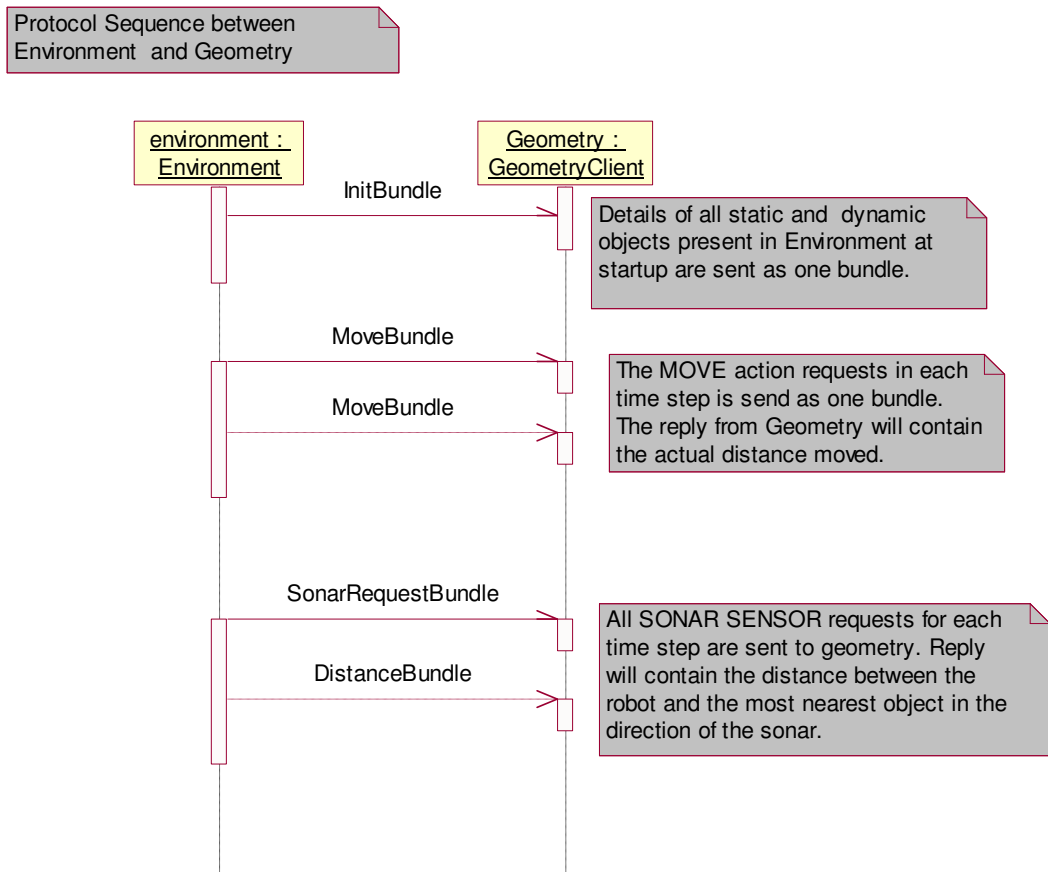 Protocol Sequence between
Environment and Geometry
environment :
Environment
Geometry :
GeometryClient
InitBundle
Details of all static and dynamic
objects present in Environment at
startup are sent as one bundle.
MoveBundle
The MOVE action requests in each
time step is send as one bundle.
The reply from Geometry will contain
the actual distance moved.
MoveBundle
SonarRequestBundle
All SONAR SENSOR requests for each
time step are sent to geometry. Reply
will contain the distance between the
robot and the most nearest object in the
direction of the sonar.
DistanceBundle